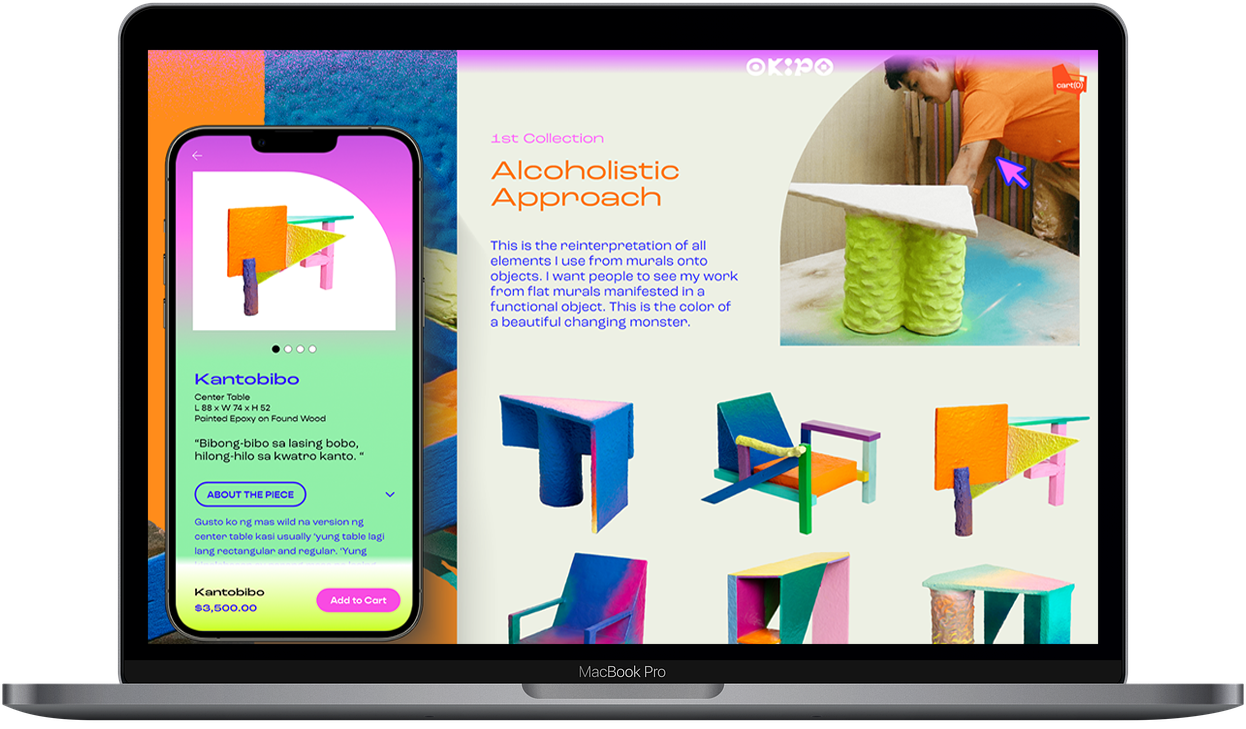 OKiPO
cart(0)
1st Collection
Alcoholistic
Approach
This is the reinterpretation of all
elements I use from murals onto
objects. I want people to see my work
from flat murals manifested in a
functional object. This is the color of
a beautiful changing monster.
Kantobibo
Center Table
L 88 x W 74 x H 52
Painted Epoxy on Found Wood
"Bibong-bibo sa lasing bobo,
hilong-hilo sa kwatro kanto. "
ABOUT THE PIECE
Gusto ko ng mas wild na version ng
center table kasi usually 'yung table lagi
lang rectangular and regular. 'Yung
Kantobibo
$3,500.00
Add to Cart
MacBook Pro